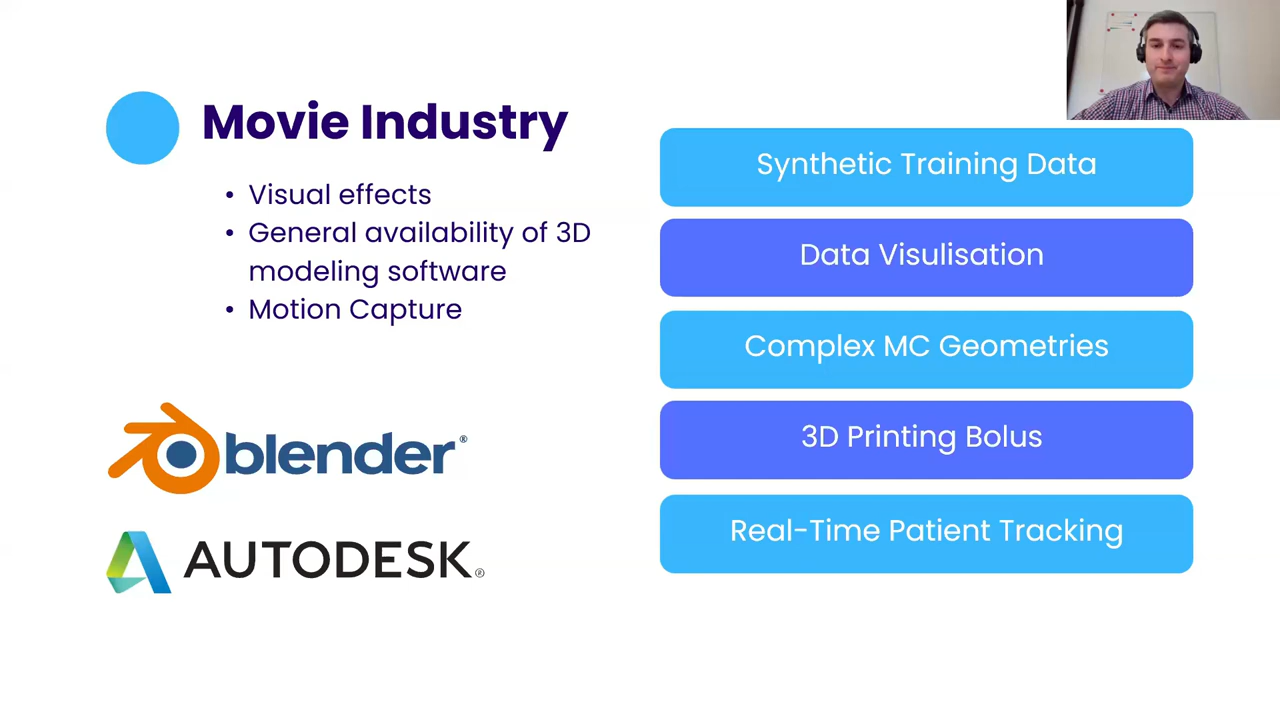 Movie Industry
• Visual effects
• General availability of 3D
modeling software
• Motion Capture
blender®
AUTODESK®
Synthetic Training Data
Data Visulisation
Complex MC Geometries
3D Printing Bolus
Real-Time Patient Tracking